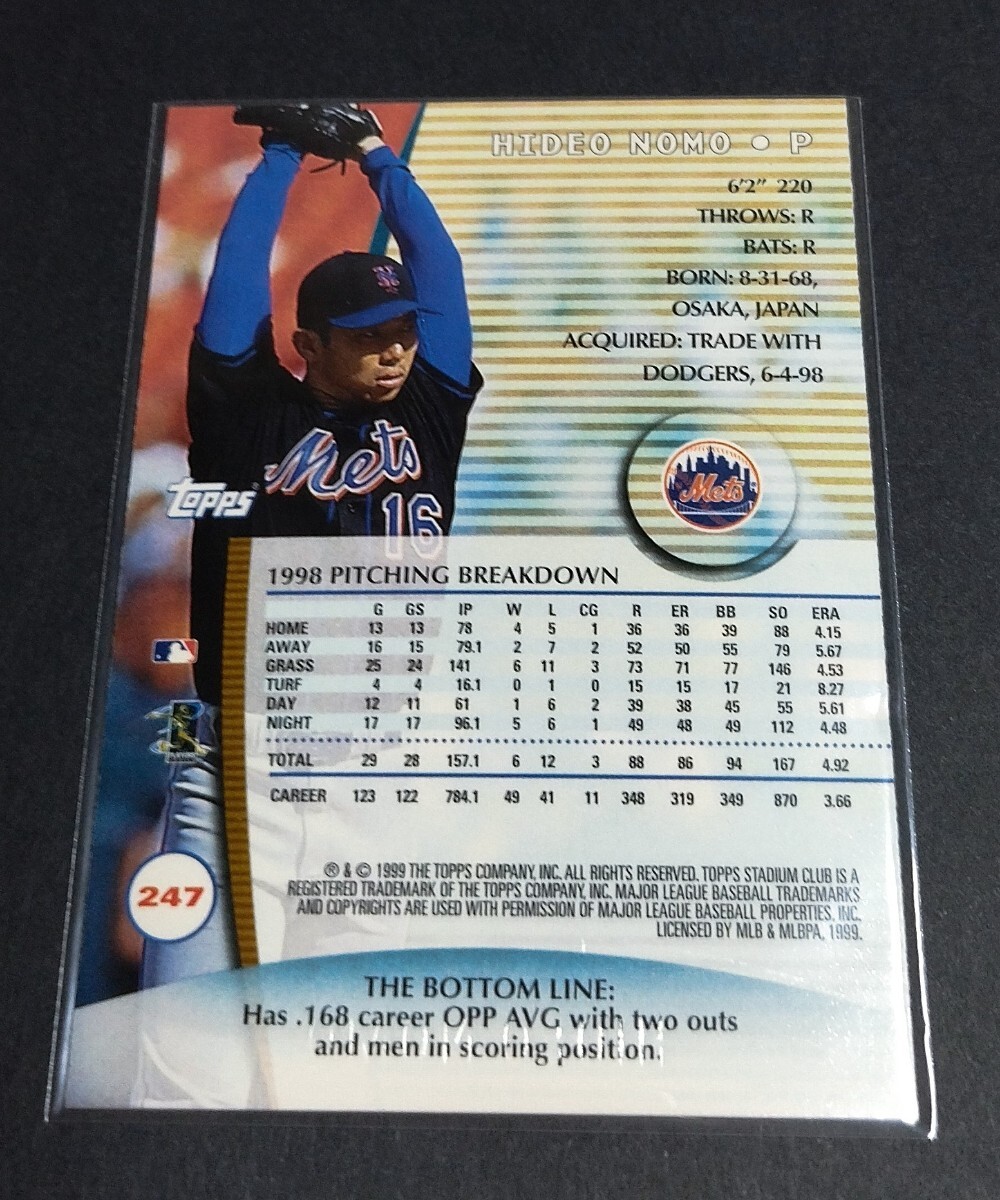 HIDEO NOMO • P
6'2" 220
THROWS: R
BATS: R
BORN: 8-31-68,
OSAKA, JAPAN
ACQUIRED: TRADE WITH
DODGERS, 6-4-98
Mets
Mets
16
Topps
1998 PITCHING BREAKDOWN
G GS IP W L CG R ER BB SO ERA
HOME 13 13 78 4 5 1 36 36 39 88 4.15
AWAY 16 15 79.1 2 7 2 52 50 55 79 5.67
GRASS 25 24 141 6 11 3 73 71 77 146 4.53
TURF 4 4 16.1 0 1 0 15 15 17 21 8.27
DAY 12 11 61 1 6 2 39 38 45 55 5.61
NIGHT 17 17 96.1 5 6 1 49 48 49 112 4.48
TOTAL 29 28 157.1 6 12 3 88 86 94 167 4.92
CAREER 123 122 784.1 49 41 11 348 319 349 870 3.66
® & © 1999 THE TOPPS COMPANY, INC. ALL RIGHTS RESERVED. TOPPS STADIUM CLUB IS A
REGISTERED TRADEMARK OF THE TOPPS COMPANY, INC. MAJOR LEAGUE BASEBALL TRADEMARKS
AND COPYRIGHTS ARE USED WITH PERMISSION OF MAJOR LEAGUE BASEBALL PROPERTIES, INC.
LICENSED BY MLB & MLBPA, 1999.
247
THE BOTTOM LINE:
Has .168 career OPP AVG with two outs
and men in scoring position.